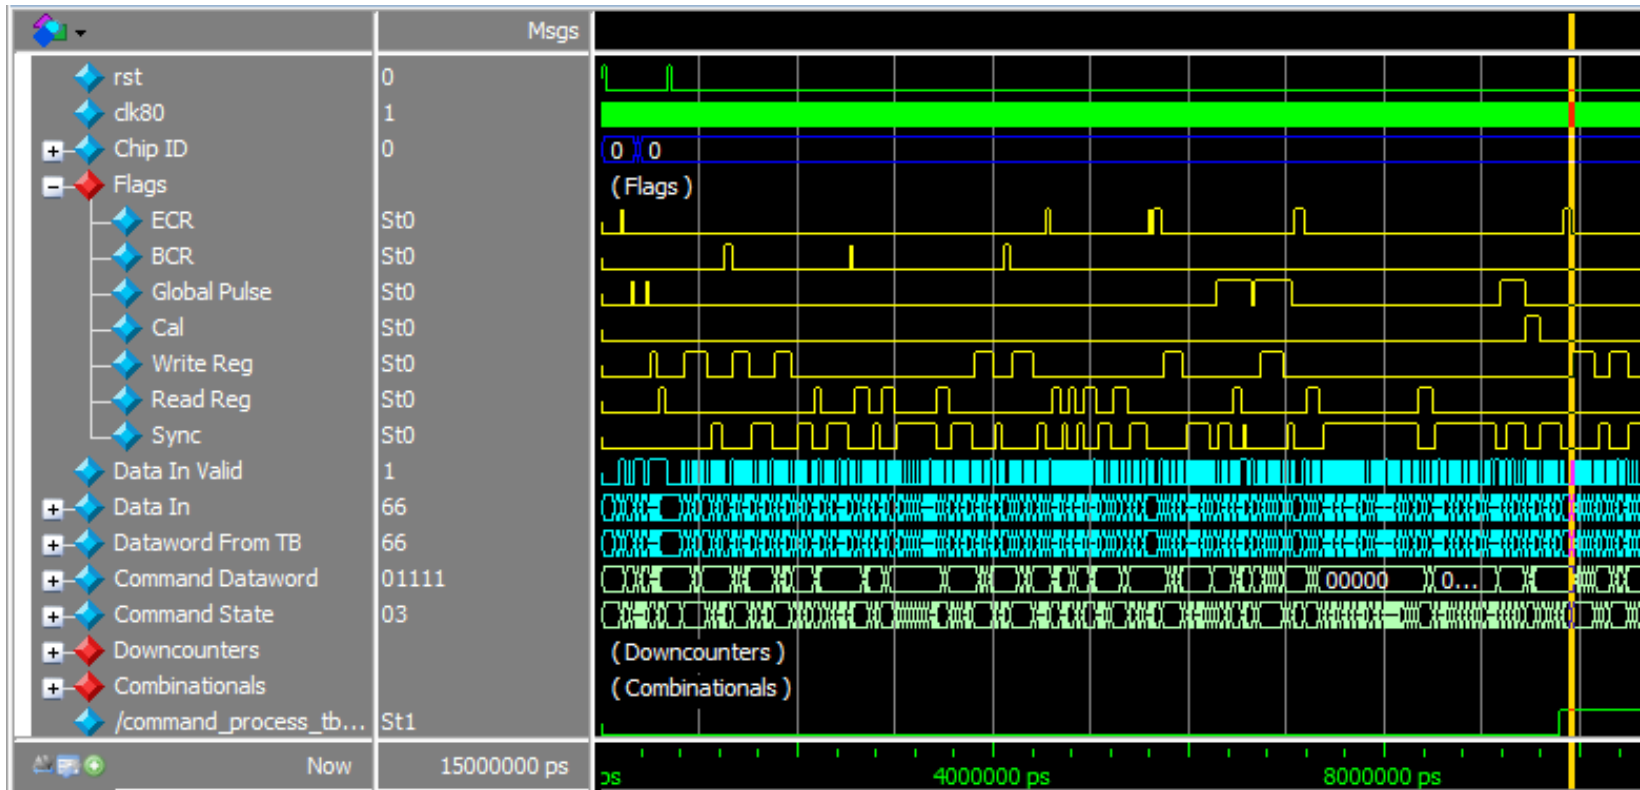 Msgs
rst 0
clk80 1
Chip ID 0 0 0
Flags (Flags)
ECR St0
BCR St0
Global Pulse St0
Cal St0
Write Reg St0
Read Reg St0
Sync St0
Data In Valid 1
Data In 66
Dataword From TB 66
Command Dataword 01111 00000 0...
Command State 03
Downcounters (Downcounters)
Combinationals (Combinationals)
/command_process_tb... St1
Now 15000000 ps ps 4000000 ps 8000000 ps